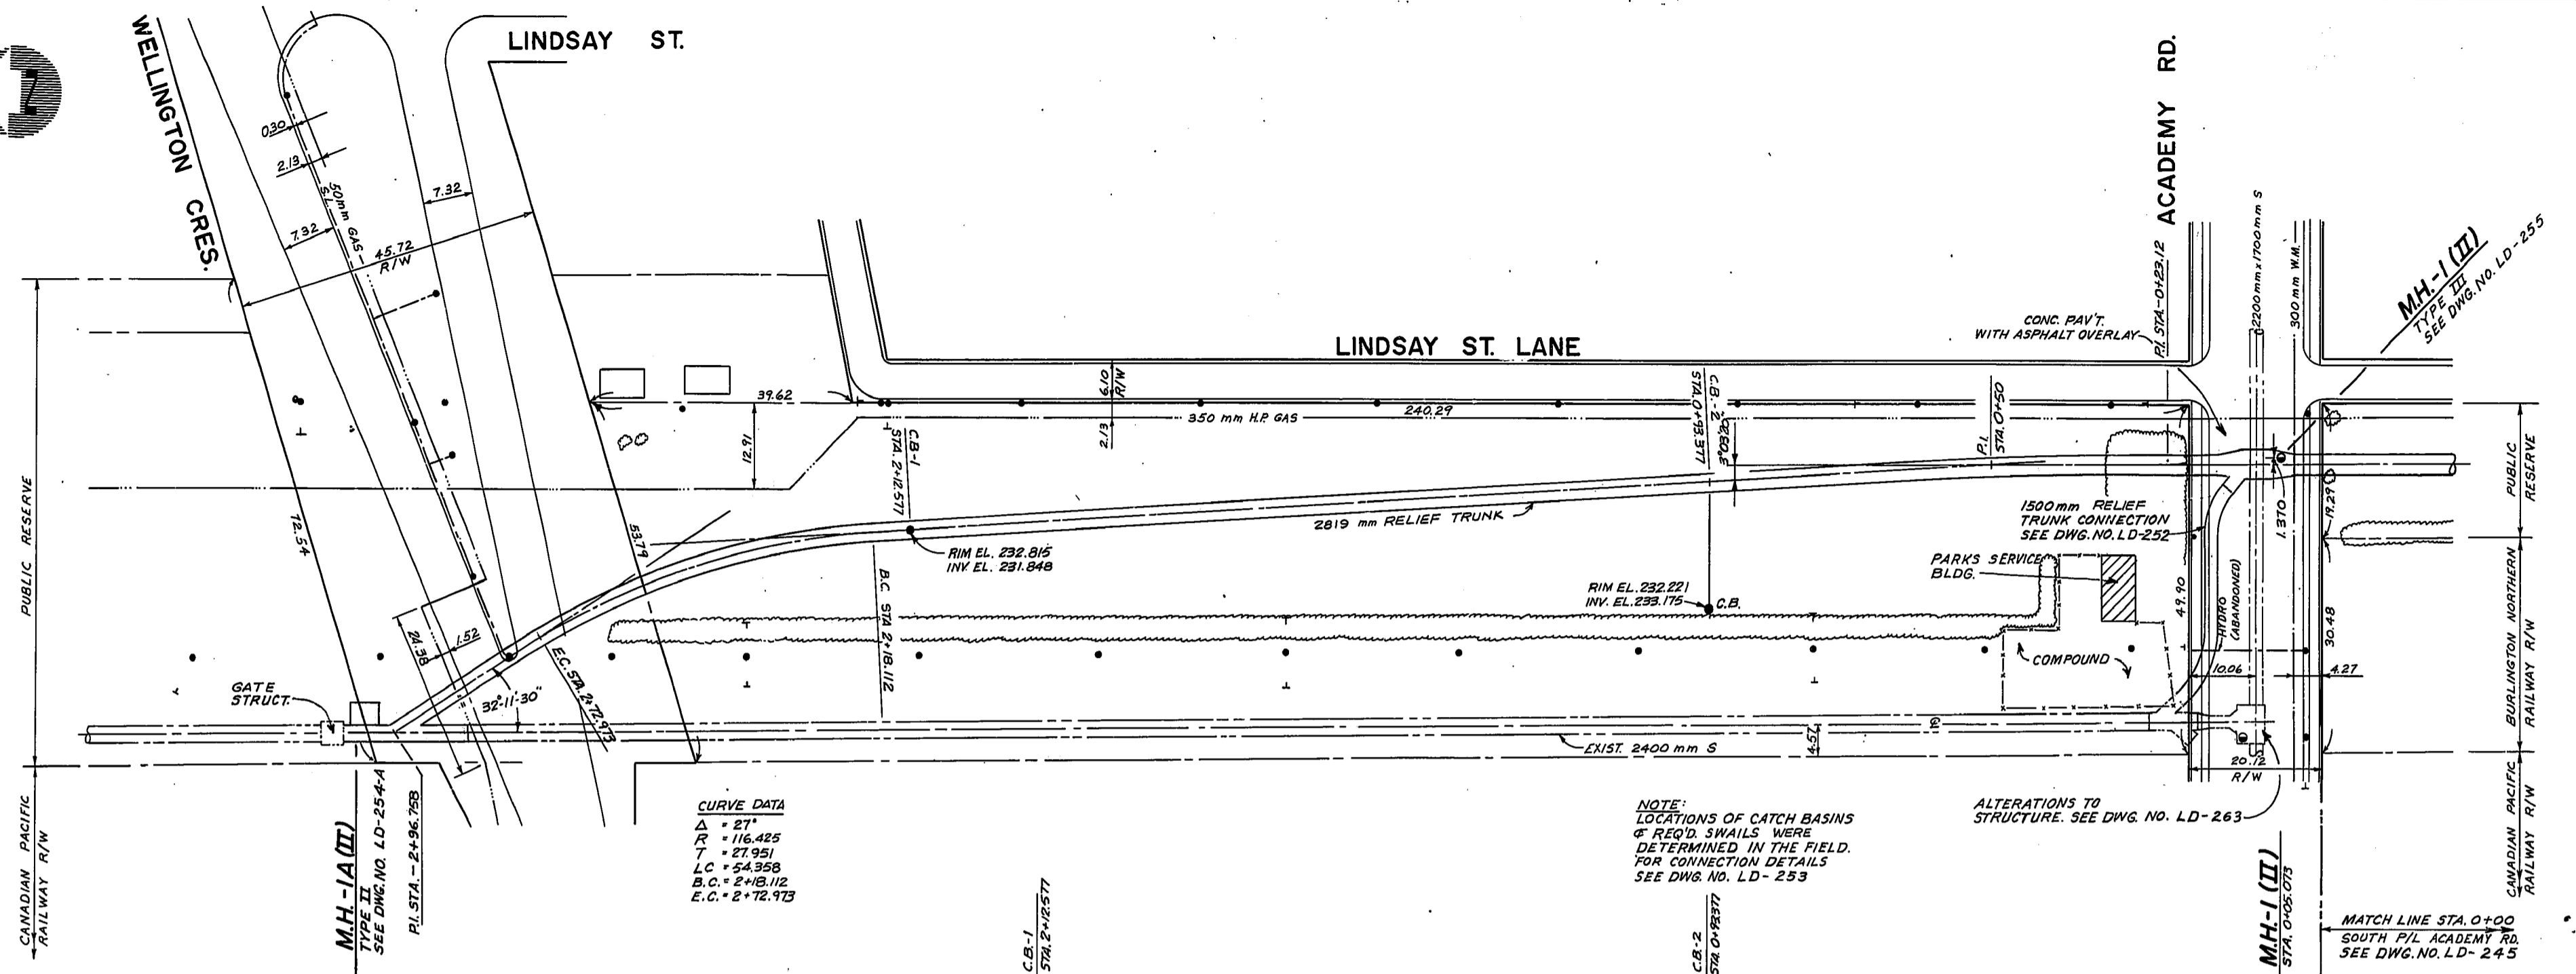 WELLINGTON CRES.
LINDSAY ST.
ACADEMY RD.
0.30
2.13
50mm GAS
S.L.
7.32
7.32
45.72
R/W
P.I. STA.-0+23.12
2200mm x 1700mm S
300mm W.M.
M.H.-1 (II)
TYPE III
SEE DWG. NO. LD-255
CONC. PAV'T.
WITH ASPHALT OVERLAY
LINDSAY ST. LANE
39.62
6.10
R/W
2.13
350 mm H.P. GAS
240.29
12.91
C.B.-1
STA. 2+12.577
C.B.-2
STA. 0+93.377
3°03'20"
P.I.
STA. 0+50
PUBLIC RESERVE
72.54
53.79
2819 mm RELIEF TRUNK
RIM EL. 232.815
INV. EL. 231.848
1500mm RELIEF
TRUNK CONNECTION
SEE DWG. NO. LD-252
1.370
19.29
PUBLIC
RESERVE
PARKS SERVICE
BLDG.
RIM EL. 232.221
INV. EL. 233.175
C.B.
B.C. STA 2+18.112
49.90
HYDRO
(ABANDONED)
30.48
BURLINGTON NORTHERN
RAILWAY R/W
24.38
1.52
E.C. STA. 2+72.973
32°-11'-30"
GATE
STRUCT.
COMPOUND
10.06
4.27
EXIST. 2400 mm S
4.57
20.12
R/W
CANADIAN PACIFIC
RAILWAY R/W
M.H.-1A (II)
TYPE II
SEE DWG. NO. LD-254-A
P.I. STA.-2+96.758
CURVE DATA
Δ = 27°
R = 116.425
T = 27.951
LC = 54.358
B.C. = 2+18.112
E.C. = 2+72.973
NOTE:
LOCATIONS OF CATCH BASINS
& REQ'D. SWAILS WERE
DETERMINED IN THE FIELD.
FOR CONNECTION DETAILS
SEE DWG. NO. LD-253
ALTERATIONS TO
STRUCTURE. SEE DWG. NO. LD-263
CANADIAN PACIFIC
RAILWAY R/W
C.B.-1
STA. 2+12.577
C.B.-2
STA. 0+93.377
M.H.-1 (II)
STA. 0+05.073
MATCH LINE STA. 0+00
SOUTH P/L ACADEMY RD.
SEE DWG. NO. LD-245